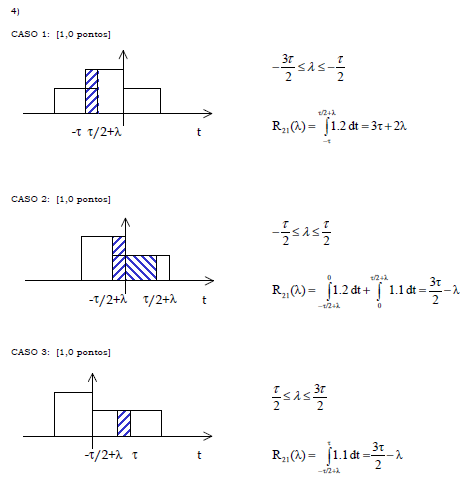 4)
CASO 1: [1,0 pontos]
-τ τ/2+λ t
-3τ/2 ≤ λ ≤ -τ/2
R₂₁(λ) = ∫_{-τ}^{τ/2+λ} 1.2 dt = 3τ+2λ
CASO 2: [1,0 pontos]
-τ/2+λ τ/2+λ t
-τ/2 ≤ λ ≤ τ/2
R₂₁(λ) = ∫_{-τ/2+λ}^{0} 1.2 dt + ∫_{0}^{τ/2+λ} 1.1 dt = 3τ/2 - λ
CASO 3: [1,0 pontos]
-τ/2+λ τ t
τ/2 ≤ λ ≤ 3τ/2
R₂₁(λ) = ∫_{-τ/2+λ}^{τ} 1.1 dt = 3τ/2 - λ